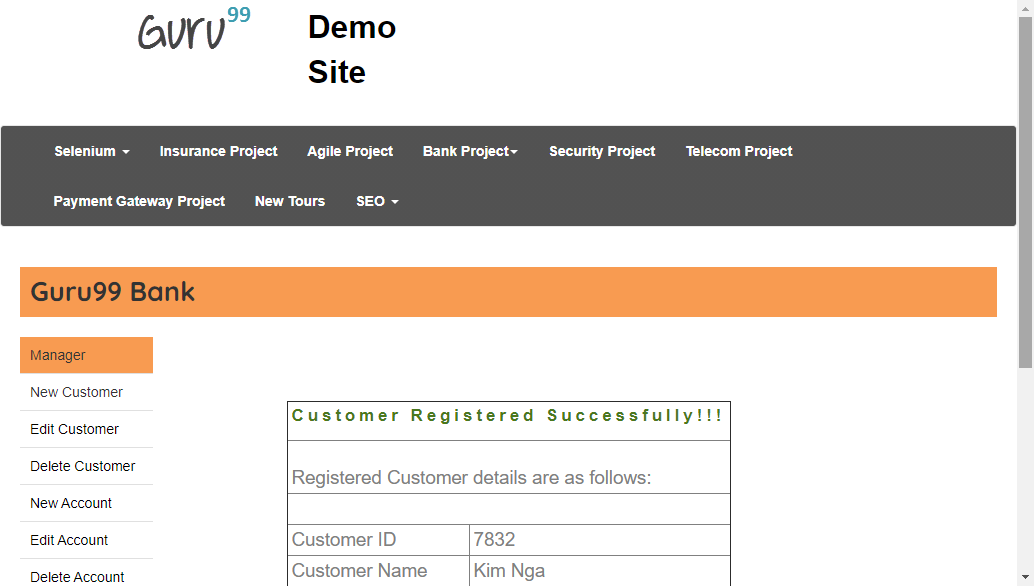 Guru99
Demo
Site
Selenium
Insurance Project
Agile Project
Bank Project
Security Project
Telecom Project
Payment Gateway Project
New Tours
SEO
Guru99 Bank
Manager
New Customer
Edit Customer
Delete Customer
New Account
Edit Account
Delete Account
Customer Registered Successfully!!!
Registered Customer details are as follows:
Customer ID 7832
Customer Name Kim Nga